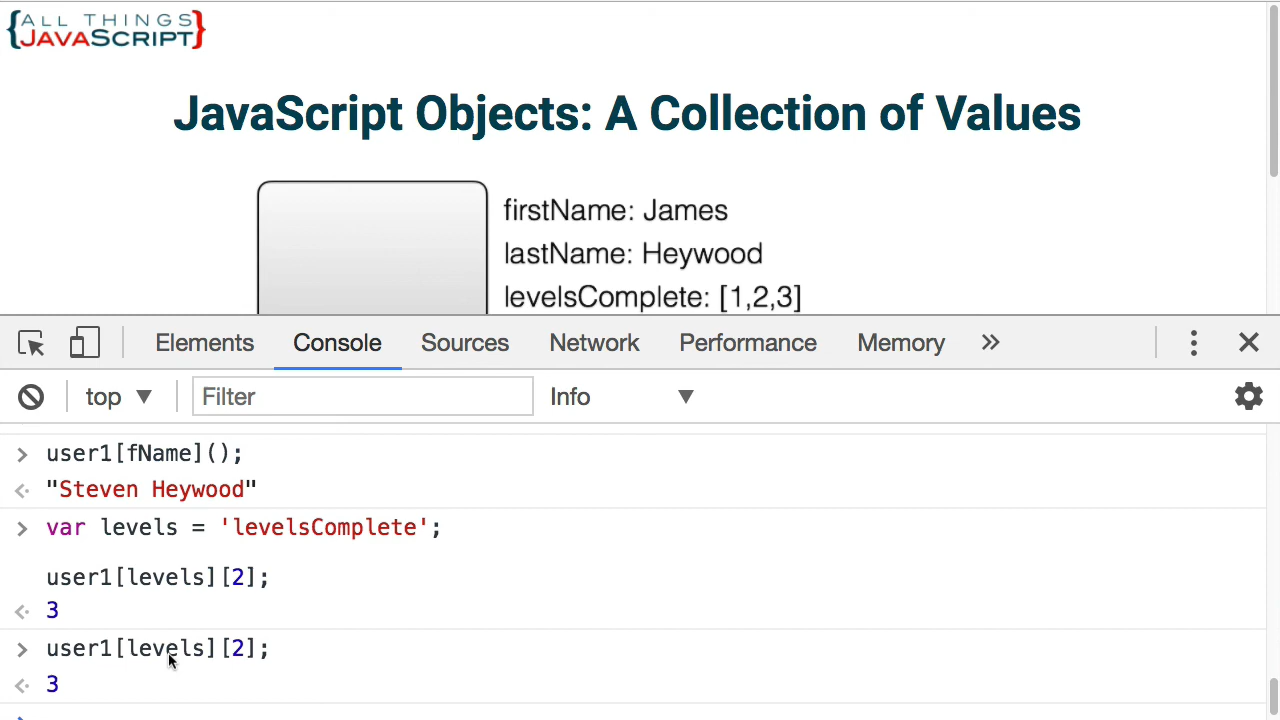 {ALL THINGS
JAVASCRIPT}
JavaScript Objects: A Collection of Values
firstName: James
lastName: Heywood
levelsComplete: [1,2,3]
Elements Console Sources Network Performance Memory »
top ▼ Filter Info ▼
> user1[fName]();
<· "Steven Heywood"
> var levels = 'levelsComplete';
user1[levels][2];
<· 3
> user1[levels][2];
<· 3